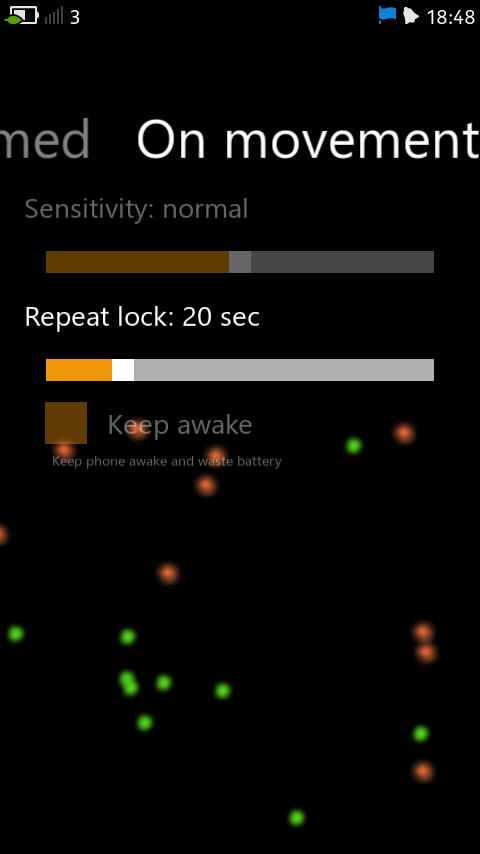 3 18:48
med On movement
Sensitivity: normal
Repeat lock: 20 sec
Keep awake
Keep phone awake and waste battery